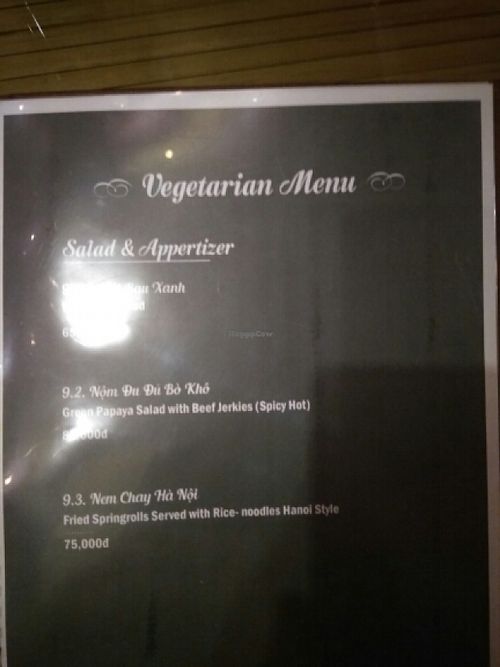 Vegetarian Menu
Salad & Appertizer
Xanh
9.2. Nộm Đu Đủ Bò Khô
Green Papaya Salad with Beef Jerkies (Spicy Hot)
9.3. Nem Chay Hà Nội
Fried Springrolls Served with Rice- noodles Hanoi Style
75,000đ